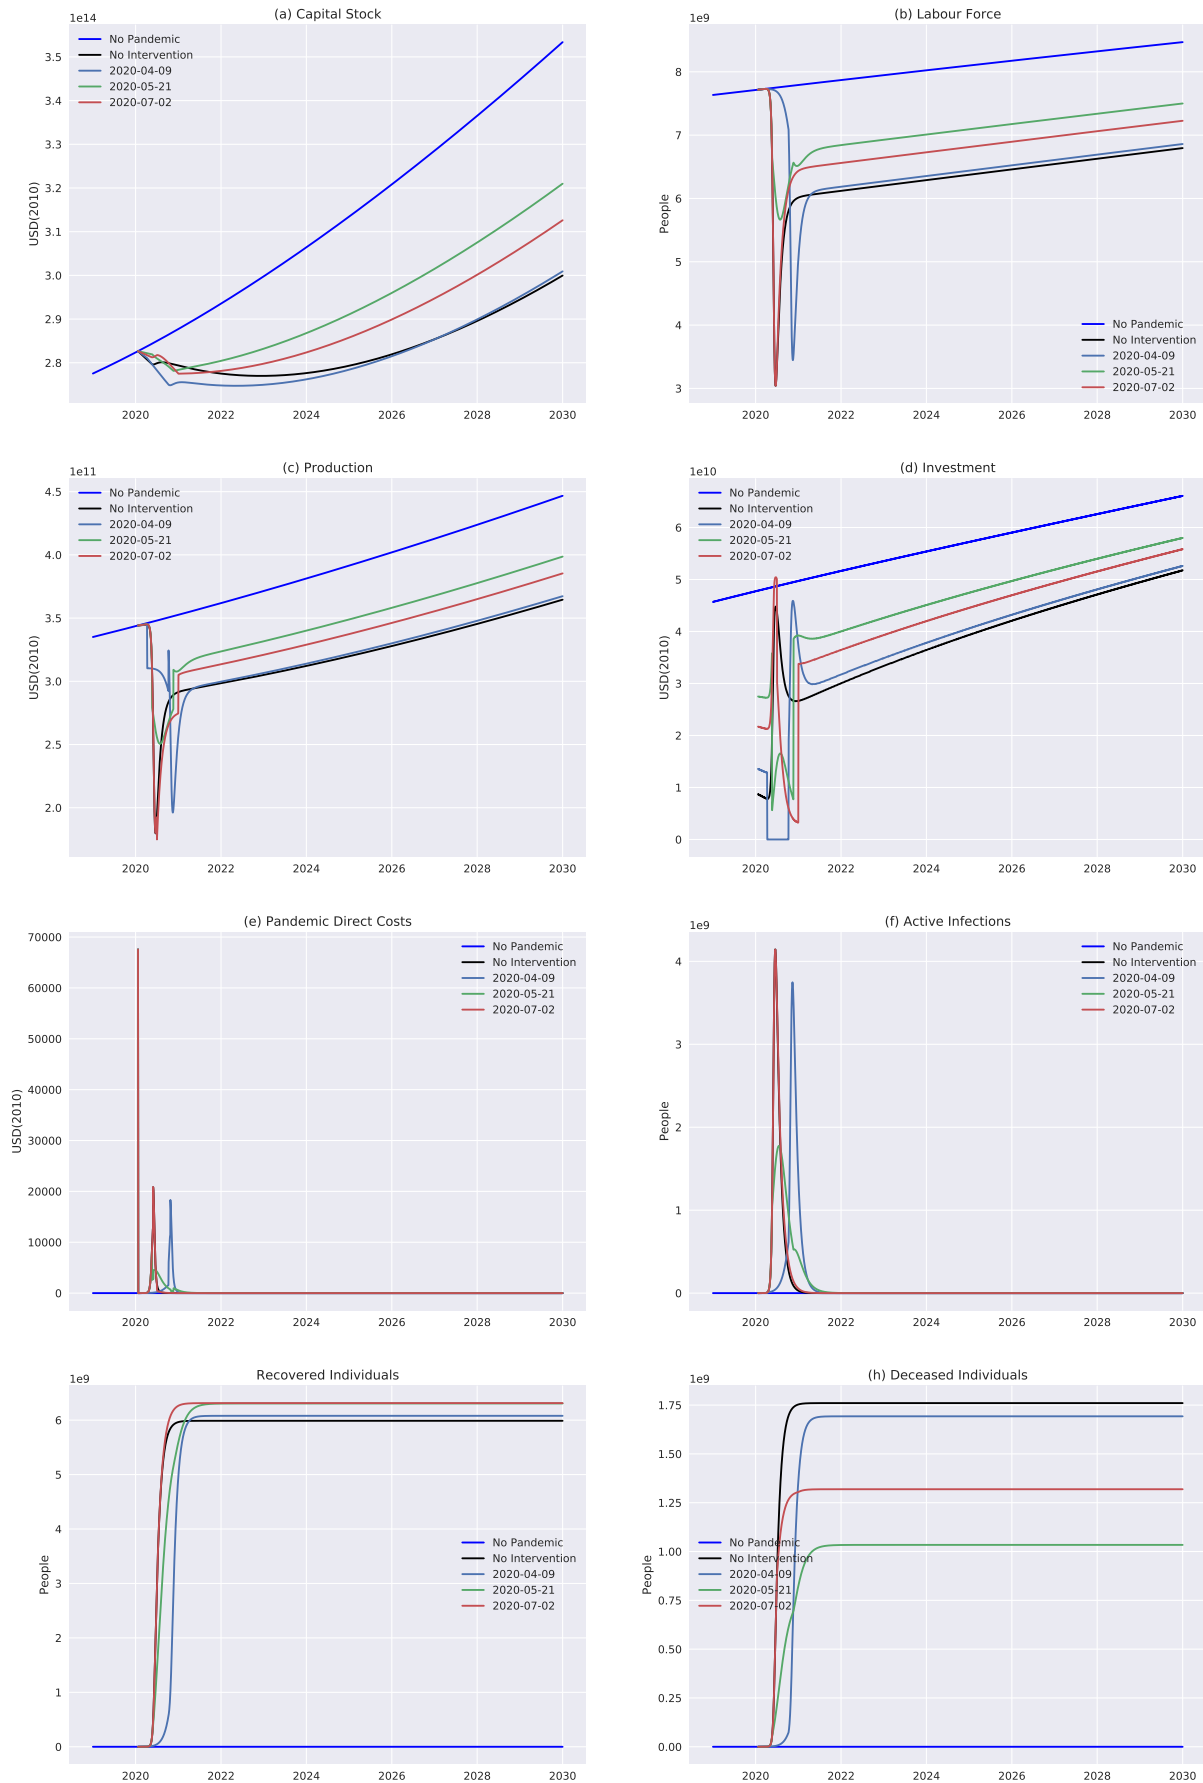 (a) Capital Stock
1e14
USD(2010)
3.5
3.4
3.3
3.2
3.1
3.0
2.9
2.8
No Pandemic
No Intervention
2020-04-09
2020-05-21
2020-07-02
2020 2022 2024 2026 2028 2030
(b) Labour Force
1e9
People
8
7
6
5
4
3
No Pandemic
No Intervention
2020-04-09
2020-05-21
2020-07-02
2020 2022 2024 2026 2028 2030
(c) Production
1e11
USD(2010)
4.5
4.0
3.5
3.0
2.5
2.0
No Pandemic
No Intervention
2020-04-09
2020-05-21
2020-07-02
2020 2022 2024 2026 2028 2030
(d) Investment
1e10
USD(2010)
6
5
4
3
2
1
0
No Pandemic
No Intervention
2020-04-09
2020-05-21
2020-07-02
2020 2022 2024 2026 2028 2030
(e) Pandemic Direct Costs
USD(2010)
70000
60000
50000
40000
30000
20000
10000
0
No Pandemic
No Intervention
2020-04-09
2020-05-21
2020-07-02
2020 2022 2024 2026 2028 2030
(f) Active Infections
1e9
People
4
3
2
1
0
No Pandemic
No Intervention
2020-04-09
2020-05-21
2020-07-02
2020 2022 2024 2026 2028 2030
Recovered Individuals
1e9
People
6
5
4
3
2
1
0
No Pandemic
No Intervention
2020-04-09
2020-05-21
2020-07-02
2020 2022 2024 2026 2028 2030
(h) Deceased Individuals
1e9
People
1.75
1.50
1.25
1.00
0.75
0.50
0.25
0.00
No Pandemic
No Intervention
2020-04-09
2020-05-21
2020-07-02
2020 2022 2024 2026 2028 2030